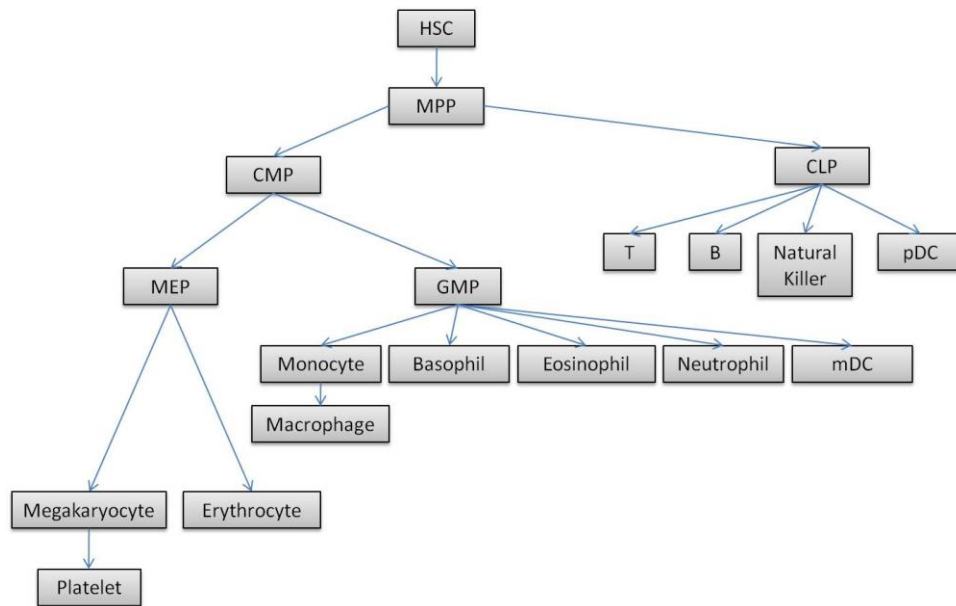 HSC
MPP
CMP
CLP
T
B
Natural
Killer
pDC
MEP
GMP
Monocyte
Basophil
Eosinophil
Neutrophil
mDC
Macrophage
Megakaryocyte
Erythrocyte
Platelet